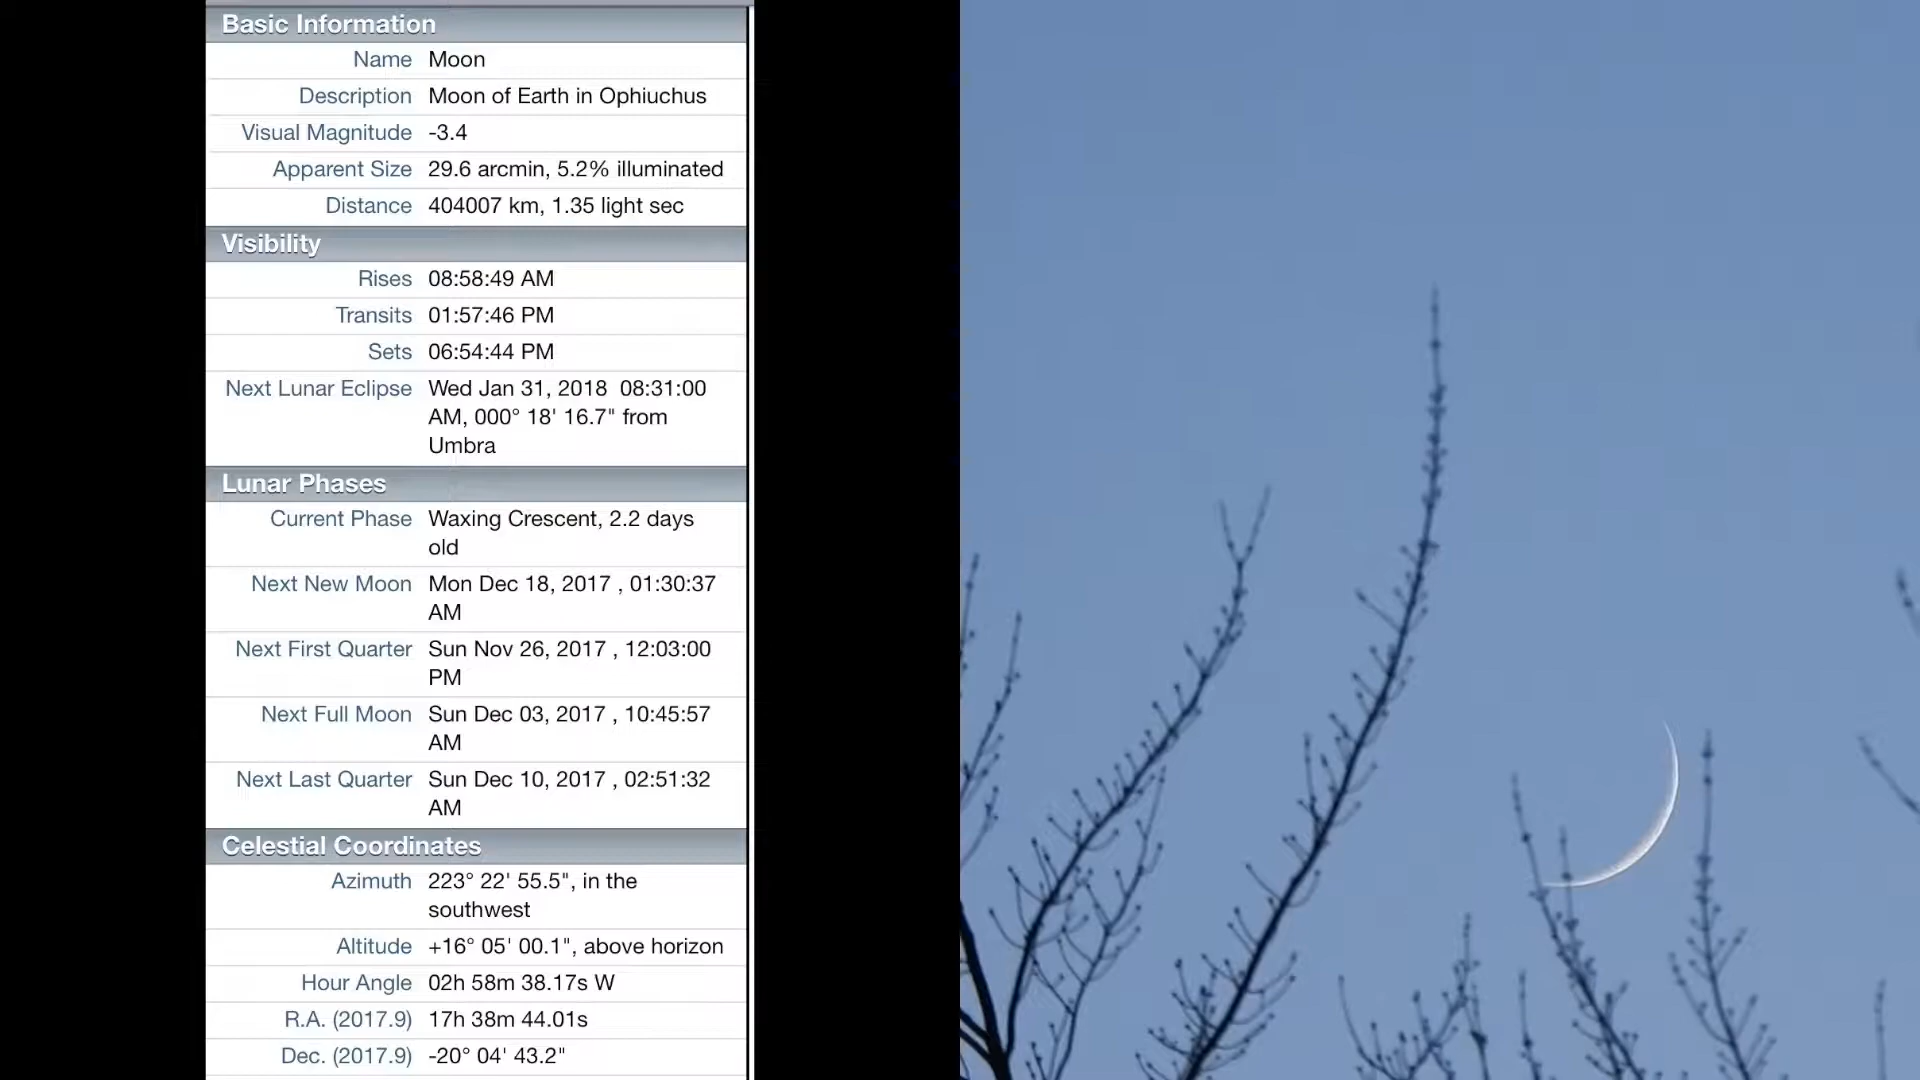 Basic Information
Name Moon
Description Moon of Earth in Ophiuchus
Visual Magnitude -3.4
Apparent Size 29.6 arcmin, 5.2% illuminated
Distance 404007 km, 1.35 light sec
Visibility
Rises 08:58:49 AM
Transits 01:57:46 PM
Sets 06:54:44 PM
Next Lunar Eclipse Wed Jan 31, 2018  08:31:00
AM, 000° 18' 16.7" from
Umbra
Lunar Phases
Current Phase Waxing Crescent, 2.2 days
old
Next New Moon Mon Dec 18, 2017 , 01:30:37
AM
Next First Quarter Sun Nov 26, 2017 , 12:03:00
PM
Next Full Moon Sun Dec 03, 2017 , 10:45:57
AM
Next Last Quarter Sun Dec 10, 2017 , 02:51:32
AM
Celestial Coordinates
Azimuth 223° 22' 55.5", in the
southwest
Altitude +16° 05' 00.1", above horizon
Hour Angle 02h 58m 38.17s W
R.A. (2017.9) 17h 38m 44.01s
Dec. (2017.9) -20° 04' 43.2"